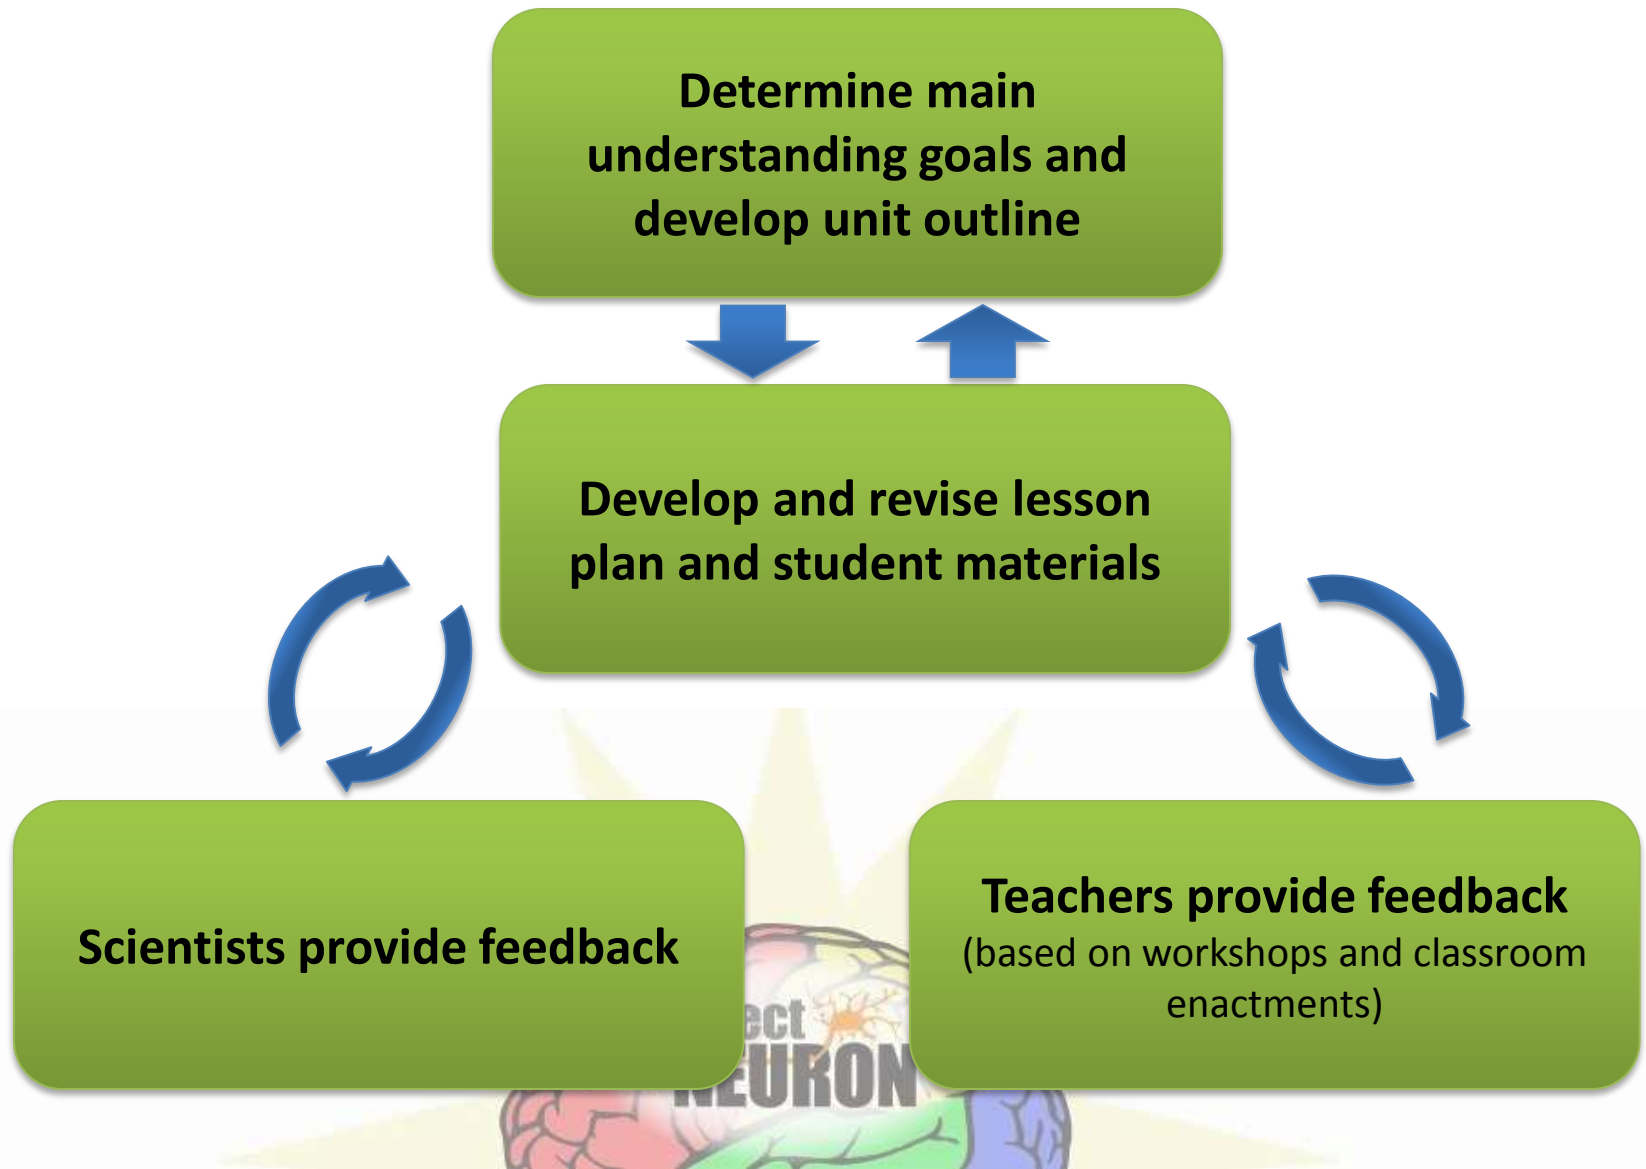 Determine main
understanding goals and
develop unit outline
Develop and revise lesson
plan and student materials
Scientists provide feedback
Teachers provide feedback
(based on workshops and classroom
enactments)
ect
NEURON